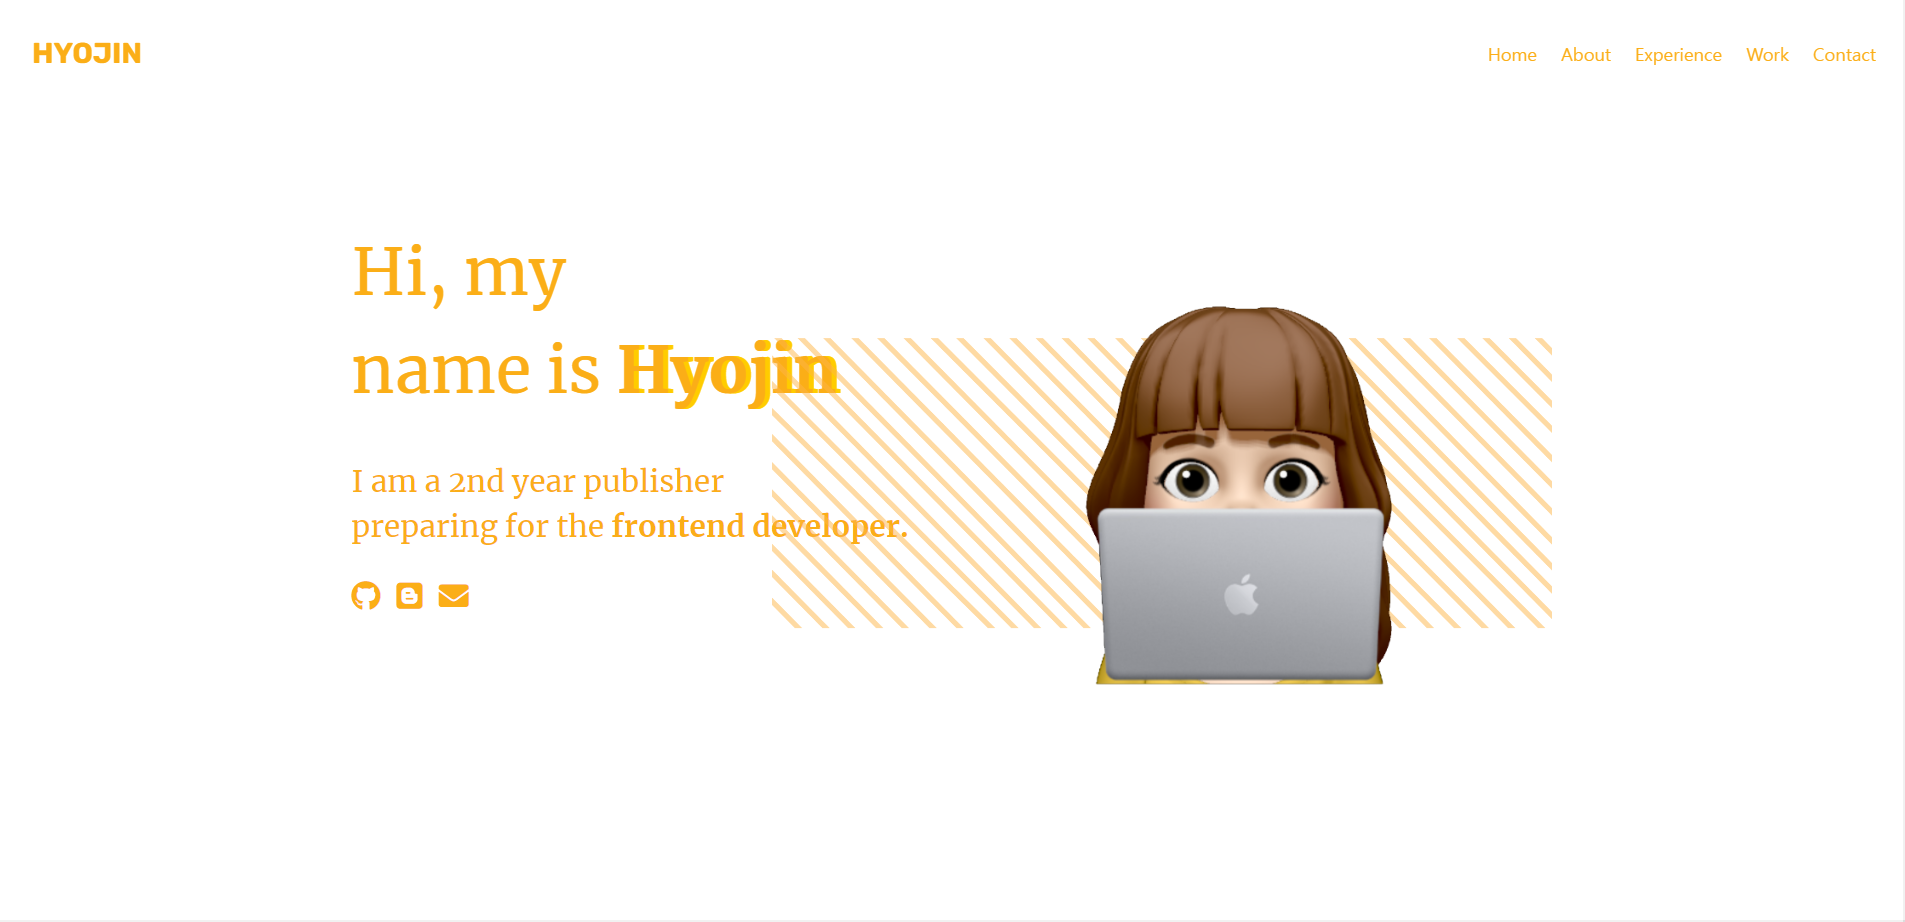 HYOJIN
Home About Experience Work Contact
Hi, my
name is Hyojin
I am a 2nd year publisher
preparing for the frontend developer.